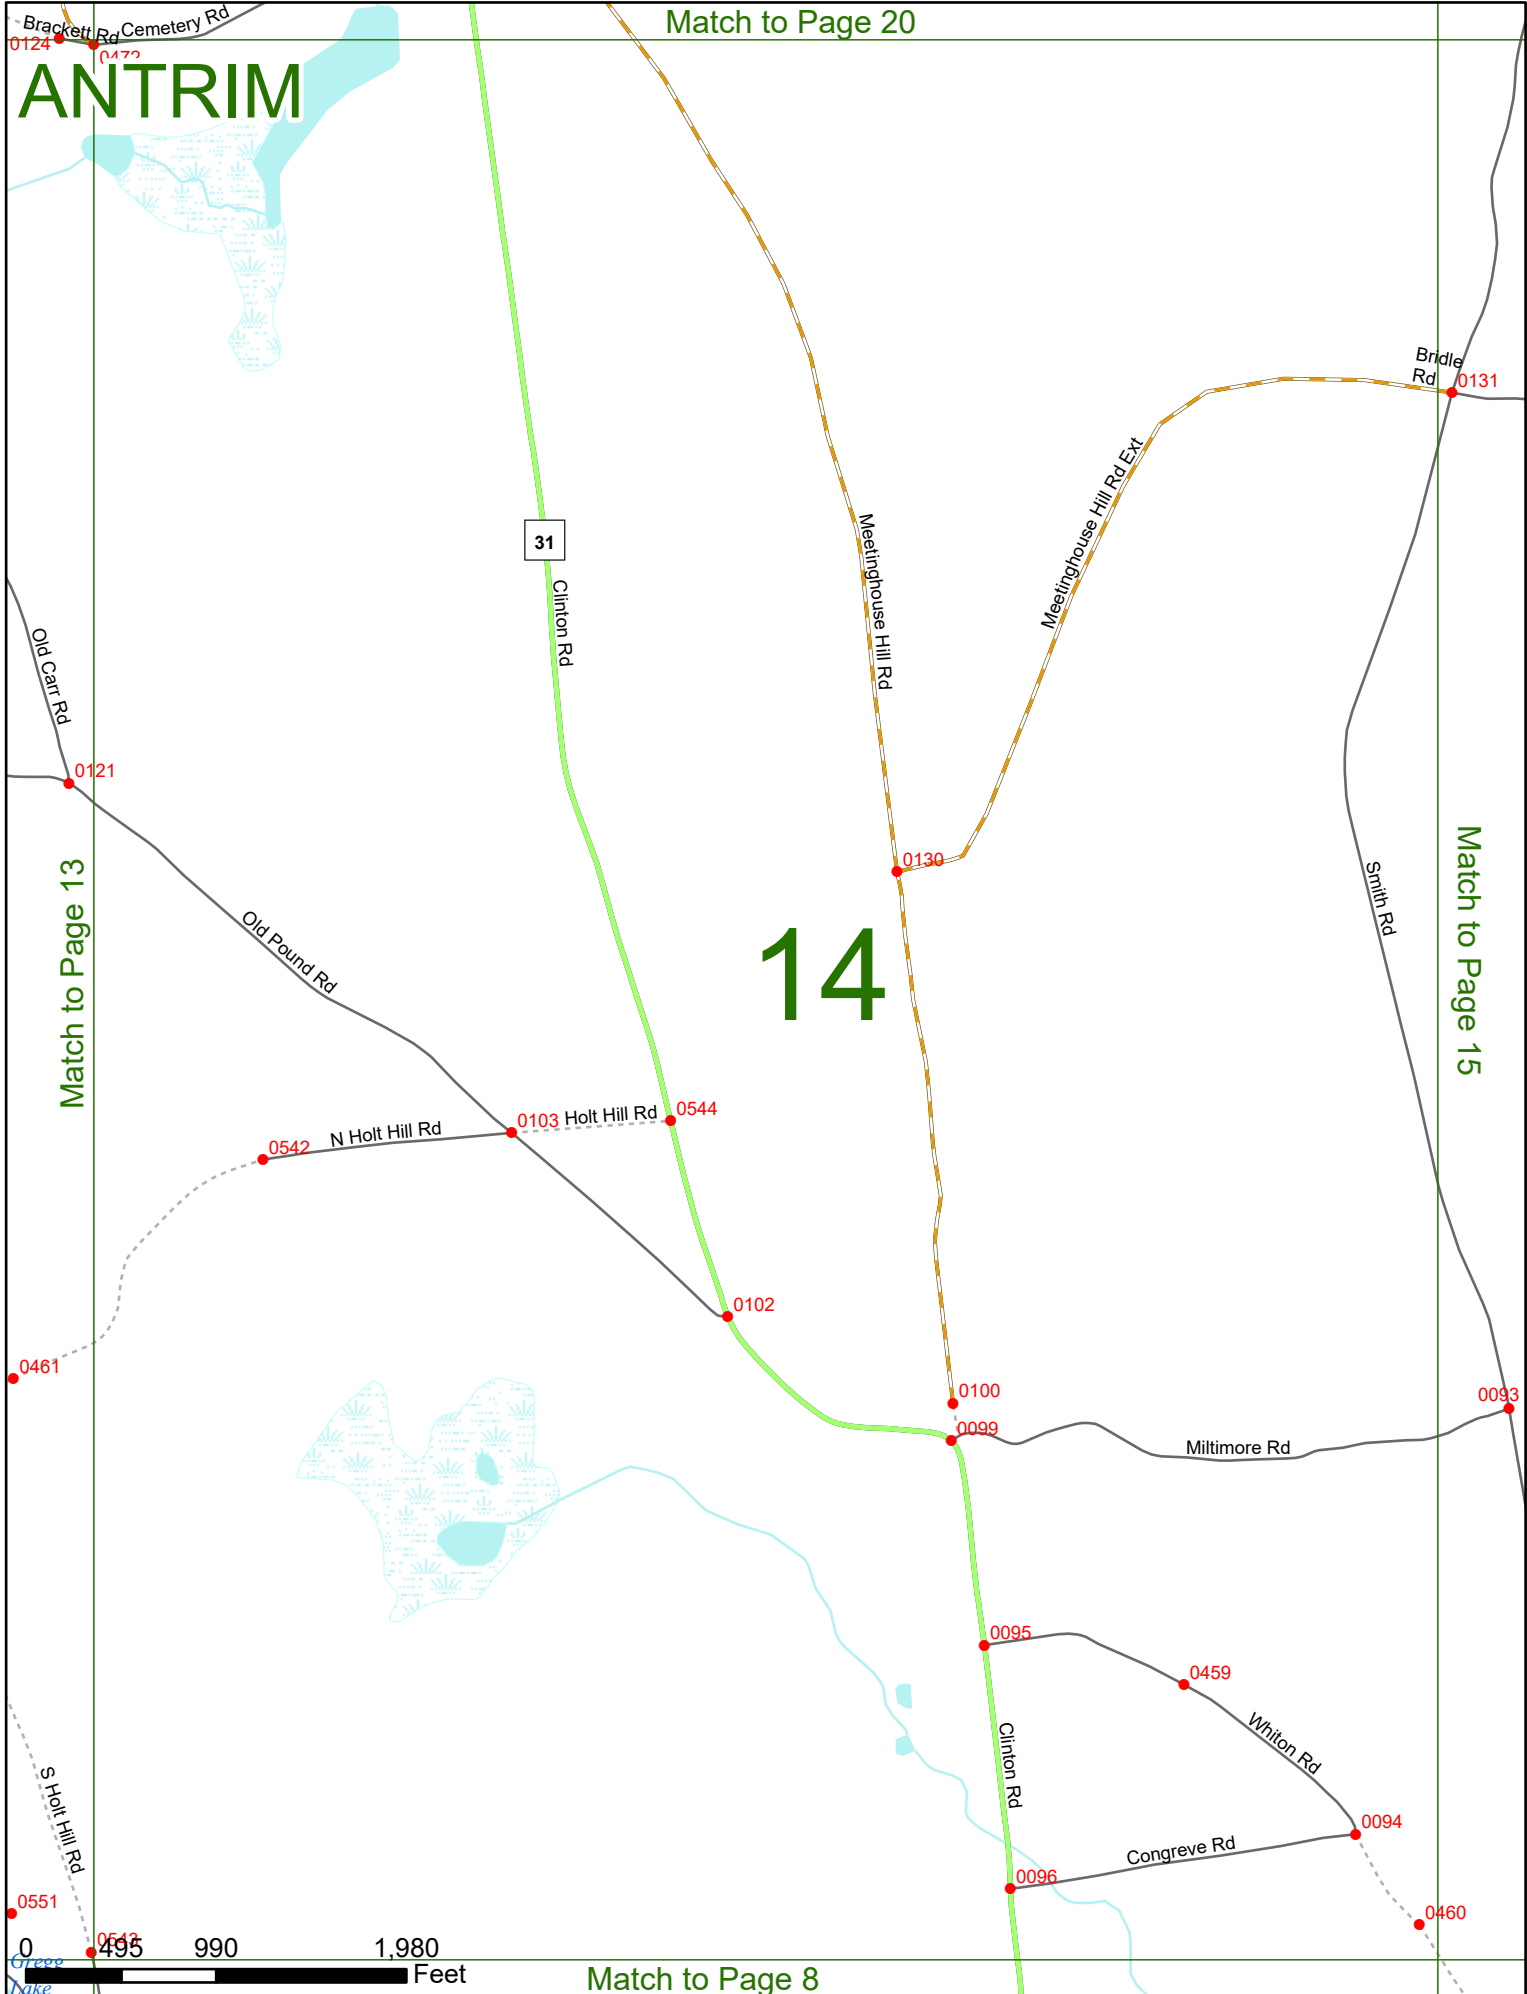 Match to Page 20
Brackett Rd
Cemetery Rd
0124
0472
ANTRIM
Bridle
Rd
0131
Meetinghouse Hill Rd Ext
31
Meetinghouse Hill Rd
Clinton Rd
Old Carr Rd
0121
0130
Match to Page 13
Match to Page 15
Smith Rd
Old Pound Rd
14
0103
Holt Hill Rd
0544
N Holt Hill Rd
0542
0102
0461
0100
0093
0099
Miltimore Rd
0095
0459
Whiton Rd
Clinton Rd
S Holt Hill Rd
0094
Congreve Rd
0096
0551
0460
0543
0 495 990 1,980
Feet
Gregg
Lake
Match to Page 8